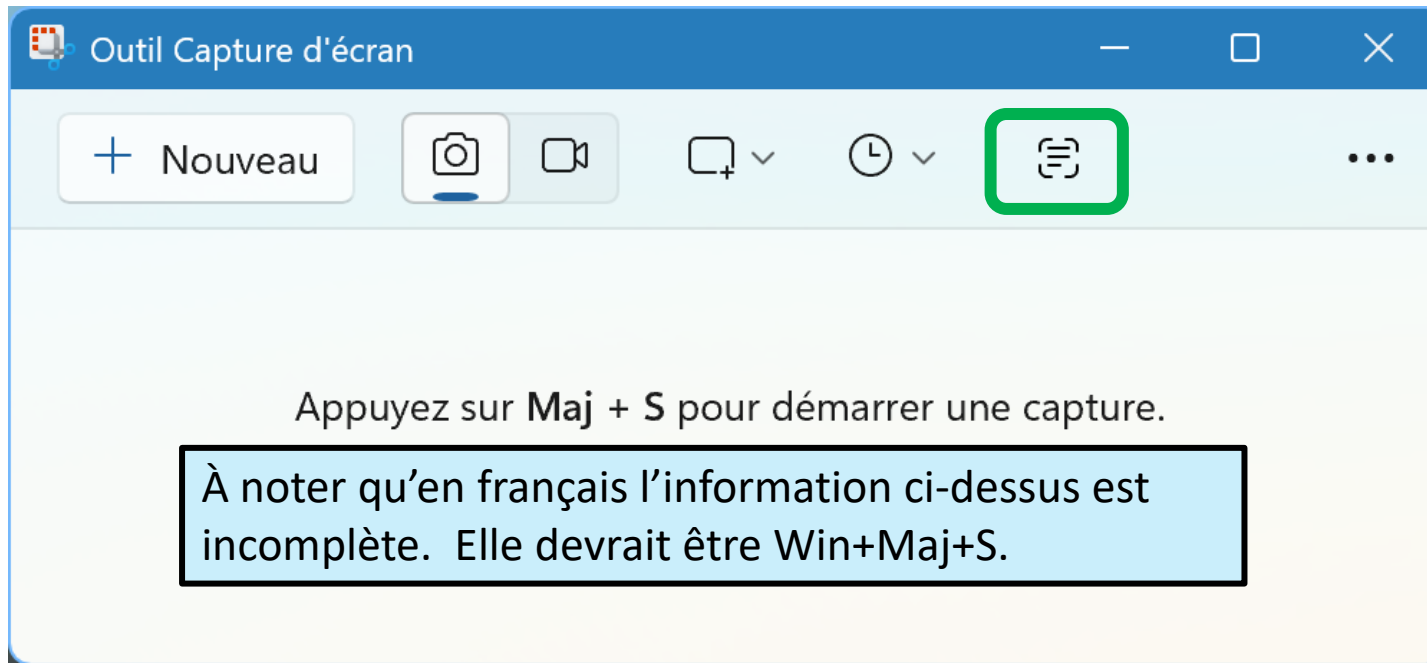 Outil Capture d'écran
Nouveau
Appuyez sur Maj + S pour démarrer une capture.
À noter qu’en français l’information ci-dessus est
incomplète.  Elle devrait être Win+Maj+S.